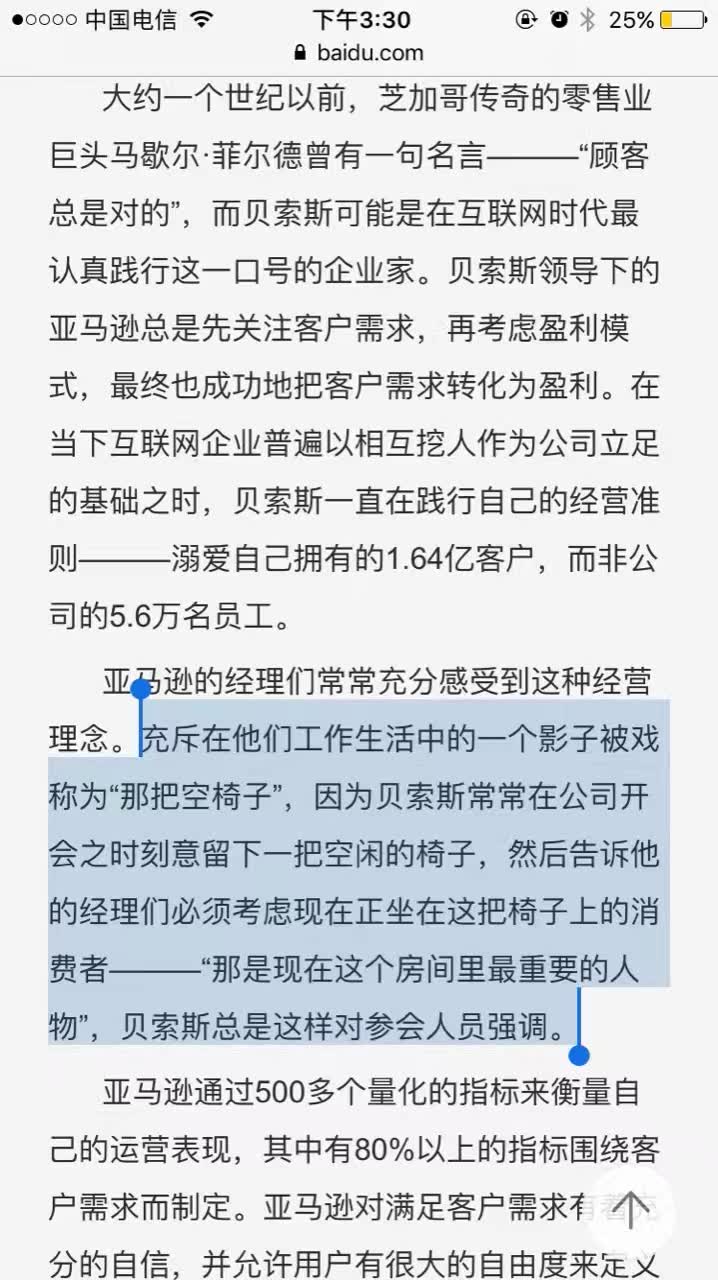 中国电信 下午3:30 25%
baidu.com
大约一个世纪以前，芝加哥传奇的零售业
巨头马歇尔·菲尔德曾有一句名言———“顾客
总是对的”，而贝索斯可能是在互联网时代最
认真践行这一口号的企业家。贝索斯领导下的
亚马逊总是先关注客户需求，再考虑盈利模
式，最终也成功地把客户需求转化为盈利。在
当下互联网企业普遍以相互挖人作为公司立足
的基础之时，贝索斯一直在践行自己的经营准
则———溺爱自己拥有的1.64亿客户，而非公
司的5.6万名员工。
亚马逊的经理们常常充分感受到这种经营
理念。充斥在他们工作生活中的一个影子被戏
称为“那把空椅子”，因为贝索斯常常在公司开
会之时刻意留下一把空闲的椅子，然后告诉他
的经理们必须考虑现在正坐在这把椅子上的消
费者———“那是现在这个房间里最重要的人
物”，贝索斯总是这样对参会人员强调。
亚马逊通过500多个量化的指标来衡量自
己的运营表现，其中有80%以上的指标围绕客
户需求而制定。亚马逊对满足客户需求有着充
分的自信，并允许用户有很大的自由度来定义